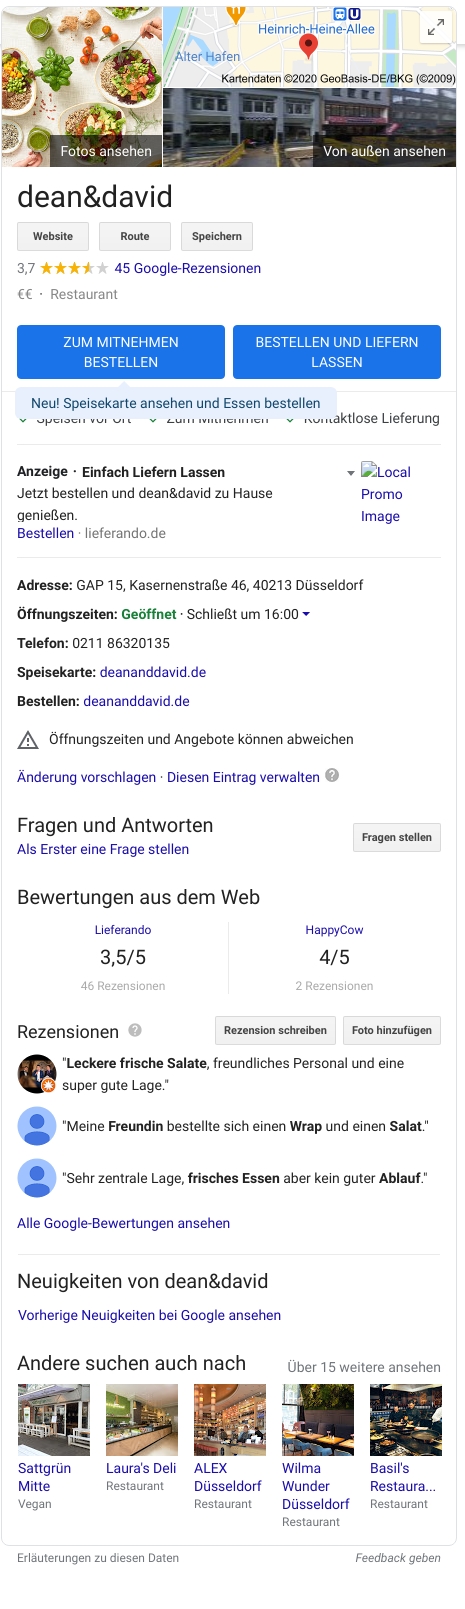 Heinrich-Heine-Allee
Alter Hafen
Kartendaten ©2020 GeoBasis-DE/BKG (©2009)
Fotos ansehen
Von außen ansehen
dean&david
Website
Route
Speichern
3,7
45 Google-Rezensionen
€€ · Restaurant
ZUM MITNEHMEN
BESTELLEN
BESTELLEN UND LIEFERN
LASSEN
Neu! Speisekarte ansehen und Essen bestellen
Speisen vor Ort
Zum Mitnehmen
Kontaktlose Lieferung
Anzeige · Einfach Liefern Lassen
Jetzt bestellen und dean&david zu Hause
genießen.
Bestellen · lieferando.de
Local
Promo
Image
Adresse: GAP 15, Kasernenstraße 46, 40213 Düsseldorf
Öffnungszeiten: Geöffnet · Schließt um 16:00
Telefon: 0211 86320135
Speisekarte: deananddavid.de
Bestellen: deananddavid.de
Öffnungszeiten und Angebote können abweichen
Änderung vorschlagen · Diesen Eintrag verwalten
Fragen und Antworten
Als Erster eine Frage stellen
Fragen stellen
Bewertungen aus dem Web
Lieferando
3,5/5
46 Rezensionen
HappyCow
4/5
2 Rezensionen
Rezensionen
Rezension schreiben
Foto hinzufügen
"Leckere frische Salate, freundliches Personal und eine
super gute Lage."
"Meine Freundin bestellte sich einen Wrap und einen Salat."
"Sehr zentrale Lage, frisches Essen aber kein guter Ablauf."
Alle Google-Bewertungen ansehen
Neuigkeiten von dean&david
Vorherige Neuigkeiten bei Google ansehen
Andere suchen auch nach
Über 15 weitere ansehen
Sattgrün
Mitte
Vegan
Laura's Deli
Restaurant
ALEX
Düsseldorf
Restaurant
Wilma
Wunder
Düsseldorf
Restaurant
Basil's
Restaura...
Restaurant
Erläuterungen zu diesen Daten
Feedback geben